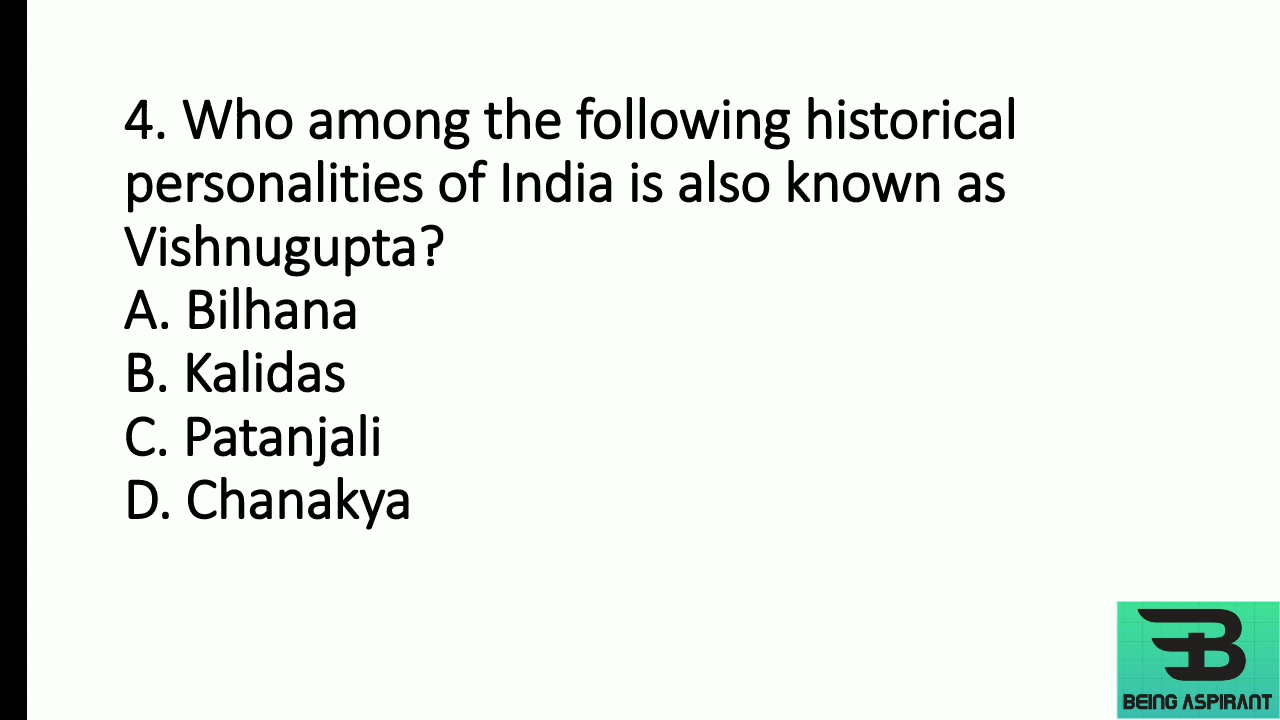 4. Who among the following historical
personalities of India is also known as
Vishnugupta?
A. Bilhana
B. Kalidas
C. Patanjali
D. Chanakya
BEING ASPIRANT